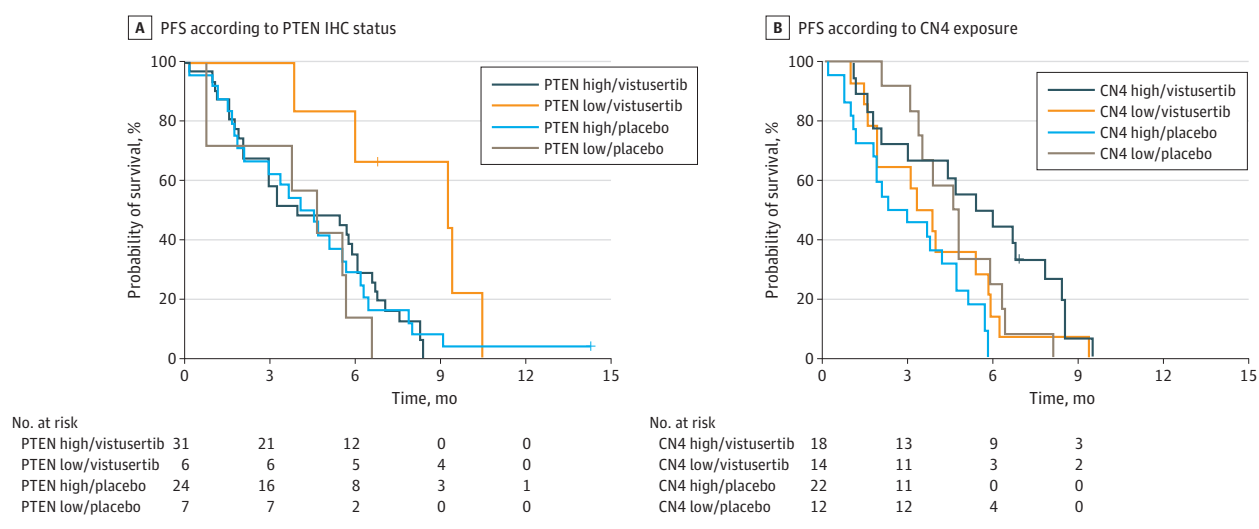 A PFS according to PTEN IHC status
100
80
60
40
20
0
Probability of survival, %
PTEN high/vistusertib
PTEN low/vistusertib
PTEN high/placebo
PTEN low/placebo
0 3 6 9 12 15
Time, mo
No. at risk
PTEN high/vistusertib 31 21 12 0 0
PTEN low/vistusertib 6 6 5 4 0
PTEN high/placebo 24 16 8 3 1
PTEN low/placebo 7 7 2 0 0
B PFS according to CN4 exposure
100
80
60
40
20
0
Probability of survival, %
CN4 high/vistusertib
CN4 low/vistusertib
CN4 high/placebo
CN4 low/placebo
0 3 6 9 12 15
Time, mo
No. at risk
CN4 high/vistusertib 18 13 9 3
CN4 low/vistusertib 14 11 3 2
CN4 high/placebo 22 11 0 0
CN4 low/placebo 12 12 4 0